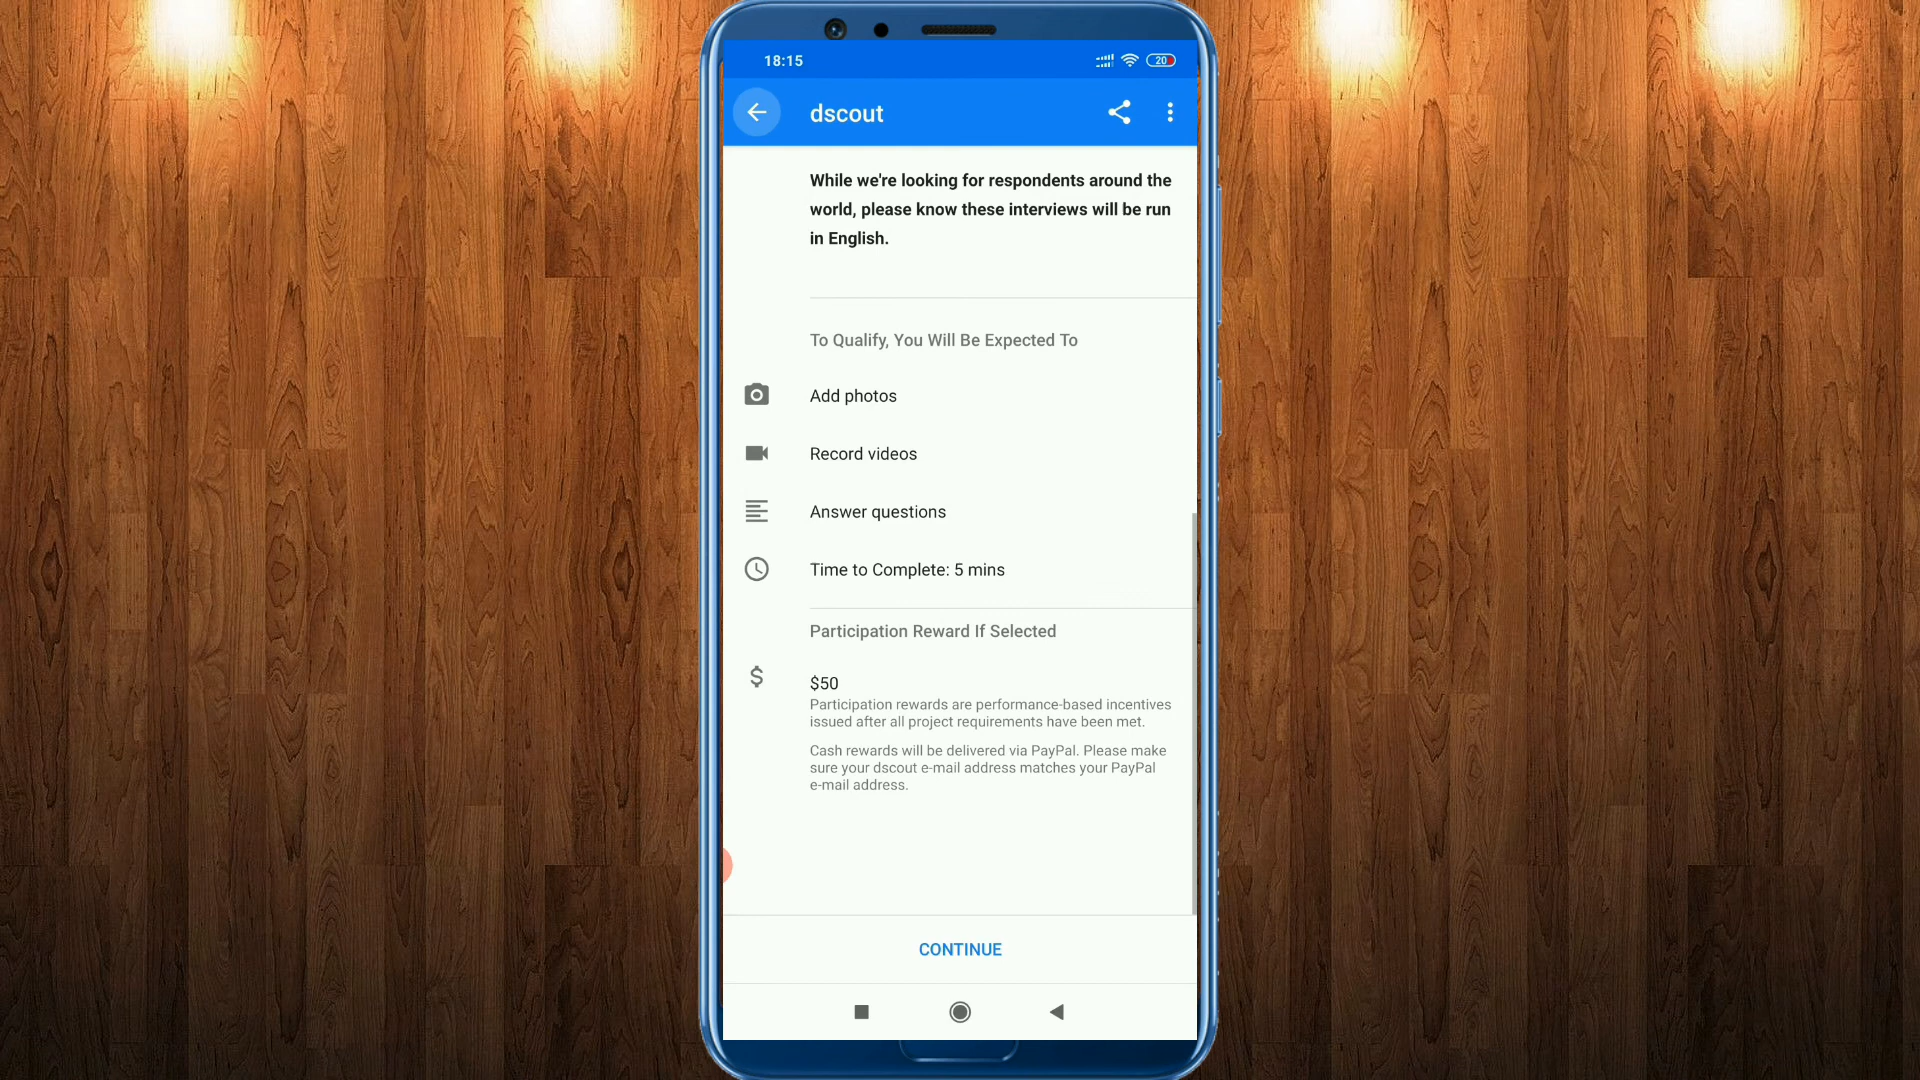 18:15
20
dscout
While we're looking for respondents around the
world, please know these interviews will be run
in English.
To Qualify, You Will Be Expected To
Add photos
Record videos
Answer questions
Time to Complete: 5 mins
Participation Reward If Selected
$50
Participation rewards are performance-based incentives
issued after all project requirements have been met.
Cash rewards will be delivered via PayPal. Please make
sure your dscout e-mail address matches your PayPal
e-mail address.
CONTINUE